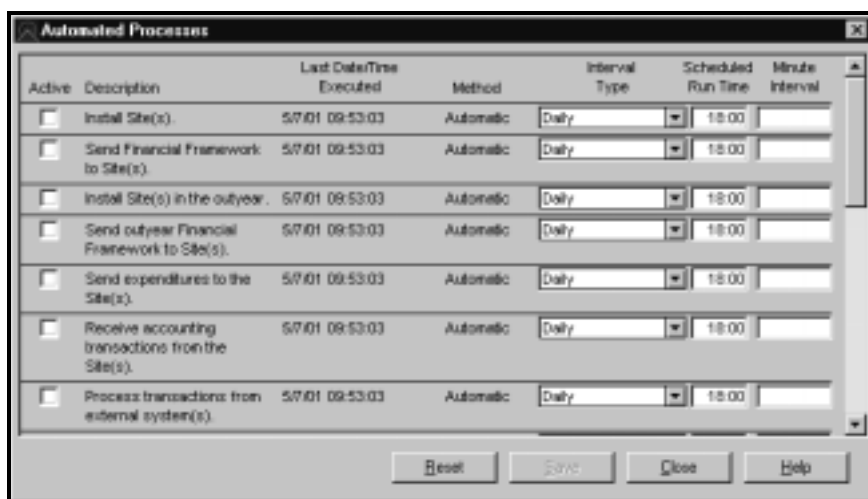 Automated Processes
Last Date/Time Interval Scheduled Minute
Active Description Executed Method Type Run Time Interval
Install Site(s). 5/7/01 09:53:03 Automatic Daily 18:00
Send Financial Framework 5/7/01 09:53:03 Automatic Daily 18:00
to Site(s).
Install Site(s) in the outyear. 5/7/01 09:53:03 Automatic Daily 18:00
Send outyear Financial 5/7/01 09:53:03 Automatic Daily 18:00
Framework to Site(s).
Send expenditures to the 5/7/01 09:53:03 Automatic Daily 18:00
Site(s).
Receive accounting 5/7/01 09:53:03 Automatic Daily 18:00
transactions from the
Site(s).
Process transactions from 5/7/01 09:53:03 Automatic Daily 18:00
external system(s).
Reset Save Close Help